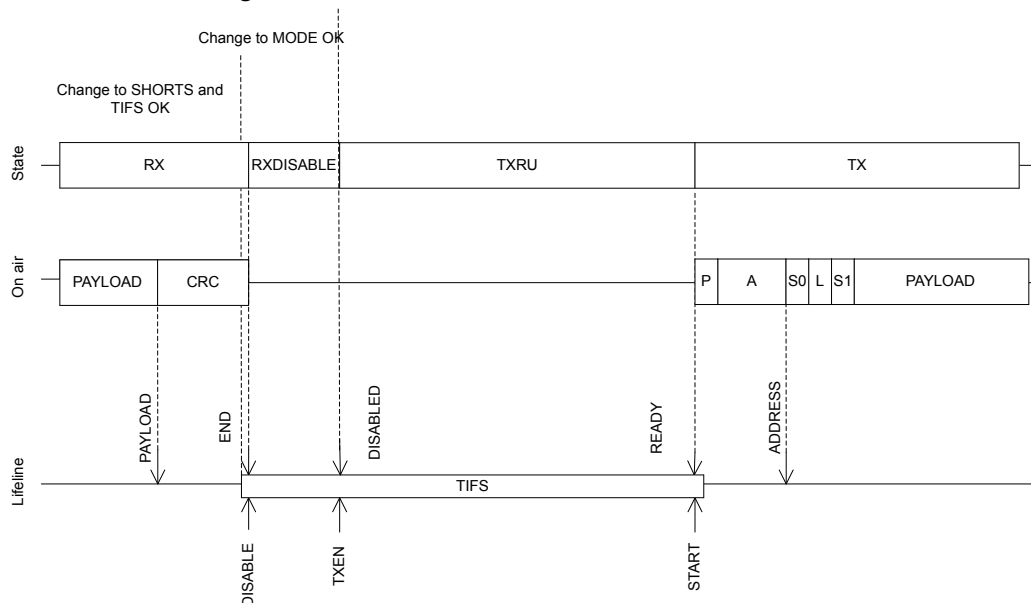 Change to MODE OK
Change to SHORTS and
TIFS OK
State
RX
RXDISABLE
TXRU
TX
On air
PAYLOAD
CRC
P
A
S0
L
S1
PAYLOAD
PAYLOAD
END
DISABLED
READY
ADDRESS
Lifeline
TIFS
DISABLE
TXEN
START